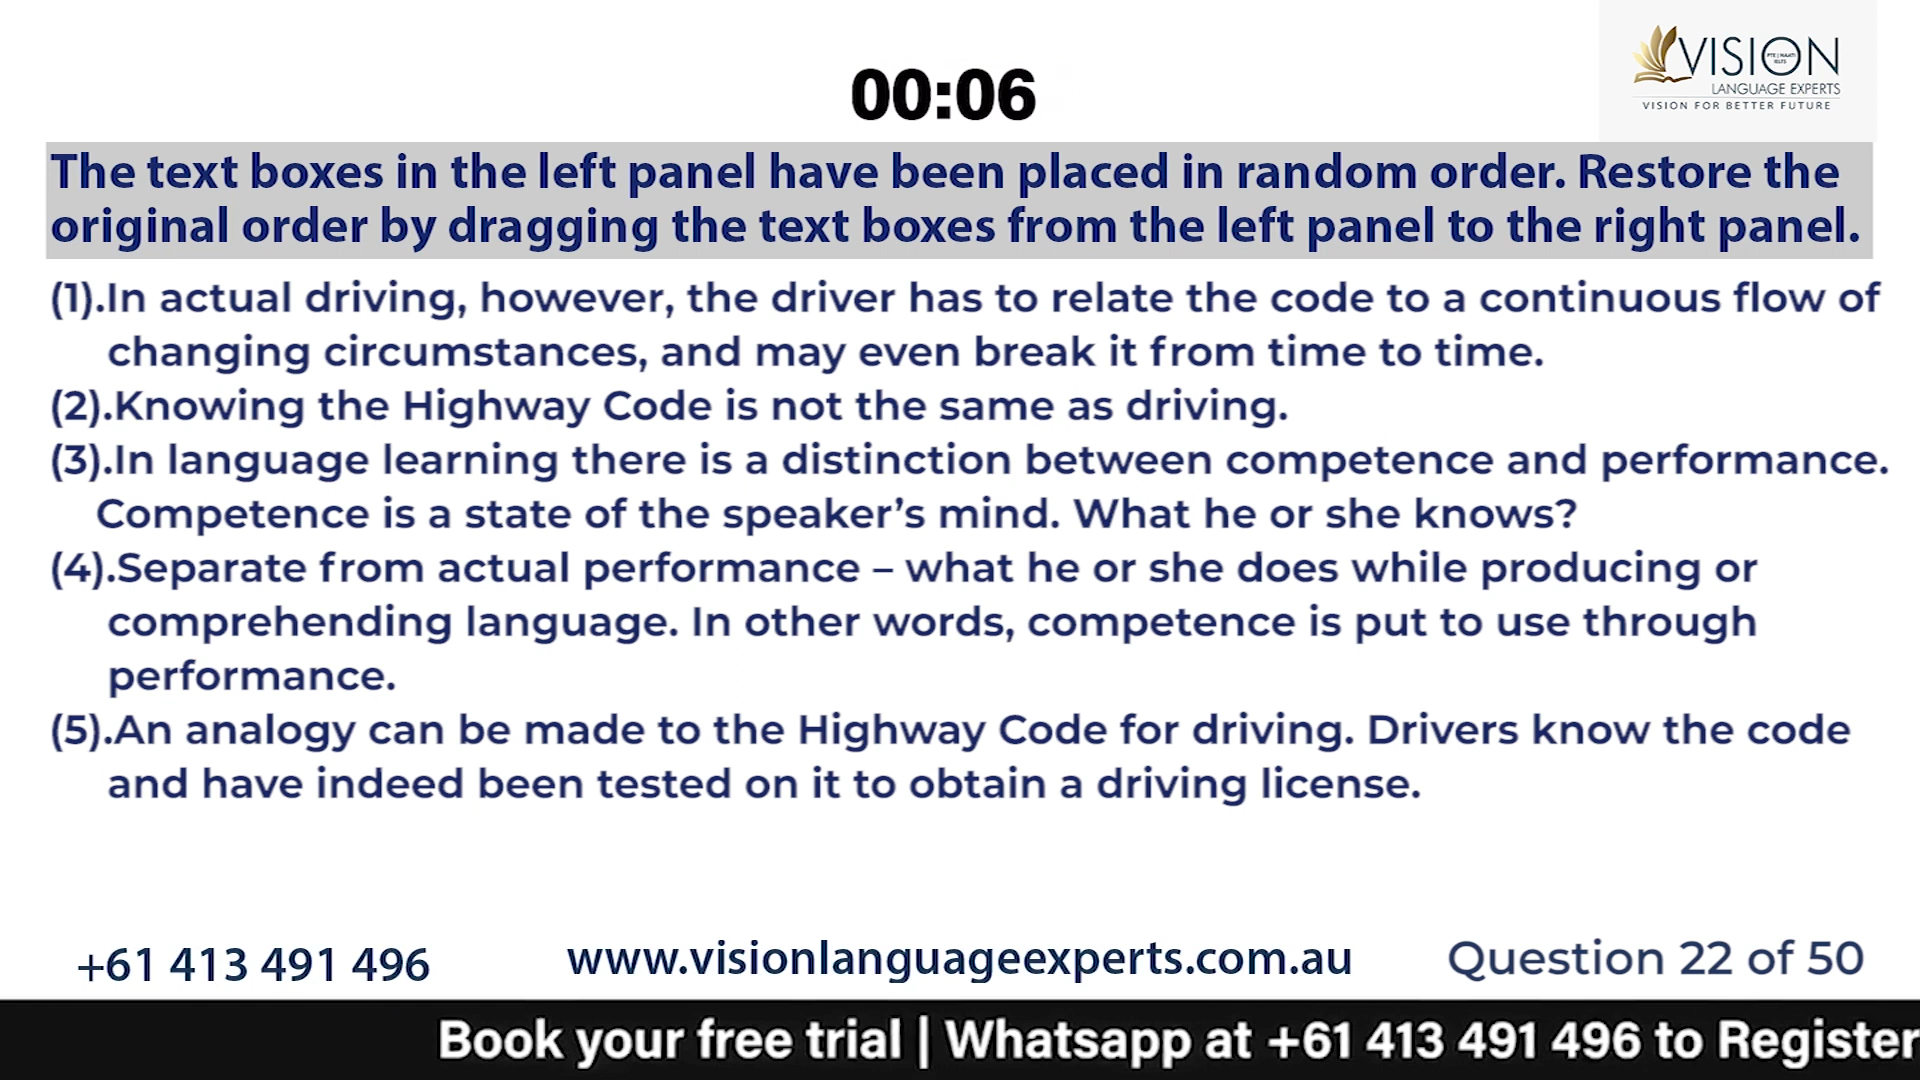 VISION
PTE | NAATI
IELTS
LANGUAGE EXPERTS
VISION FOR BETTER FUTURE
00:06
The text boxes in the left panel have been placed in random order. Restore the
original order by dragging the text boxes from the left panel to the right panel.
(1).In actual driving, however, the driver has to relate the code to a continuous flow of
changing circumstances, and may even break it from time to time.
(2).Knowing the Highway Code is not the same as driving.
(3).In language learning there is a distinction between competence and performance.
Competence is a state of the speaker’s mind. What he or she knows?
(4).Separate from actual performance – what he or she does while producing or
comprehending language. In other words, competence is put to use through
performance.
(5).An analogy can be made to the Highway Code for driving. Drivers know the code
and have indeed been tested on it to obtain a driving license.
+61 413 491 496
www.visionlanguageexperts.com.au
Question 22 of 50
Book your free trial | Whatsapp at +61 413 491 496 to Register